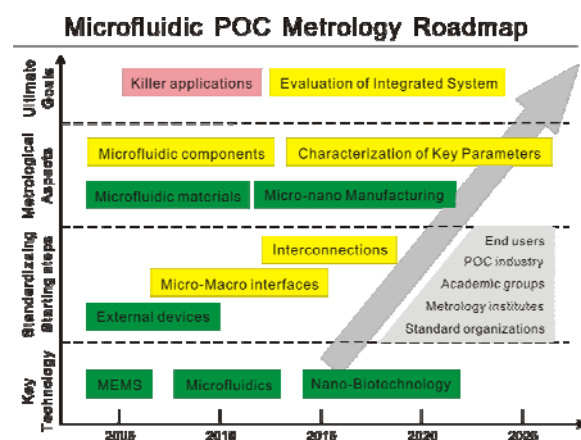 Microfluidic POC Metrology Roadmap
Ultimate
Goals
Killer applications
Evaluation of Integrated System
Metrological
Aspects
Microfluidic components
Characterization of Key Parameters
Microfluidic materials
Micro-nano Manufacturing
Standardizaing
Starting steps
Interconnections
Micro-Macro interfaces
External devices
End users
POC industry
Academic groups
Metrology institutes
Standard organizations
Key
Technology
MEMS
Microfluidics
Nano-Biotechnology
2005
2010
2015
2020
2025